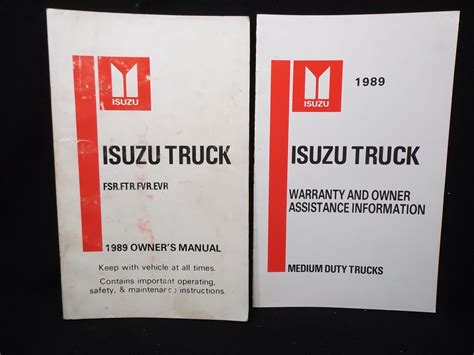 ISUZU
ISUZU TRUCK
FSR.FTR.FVR.EVR
1989 OWNER'S MANUAL
Keep with vehicle at all times.
Contains important operating,
safety, & maintenance instructions.
ISUZU
1989
ISUZU TRUCK
WARRANTY AND OWNER
ASSISTANCE INFORMATION
MEDIUM DUTY TRUCKS